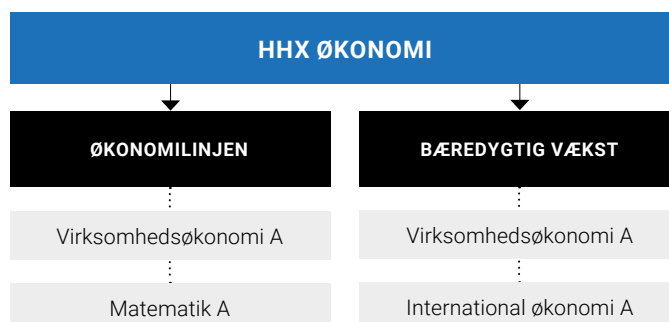 HHX ØKONOMI
ØKONOMILINJEN
Virksomhedsøkonomi A
Matematik A
BÆREDYGTIG VÆKST
Virksomhedsøkonomi A
International økonomi A